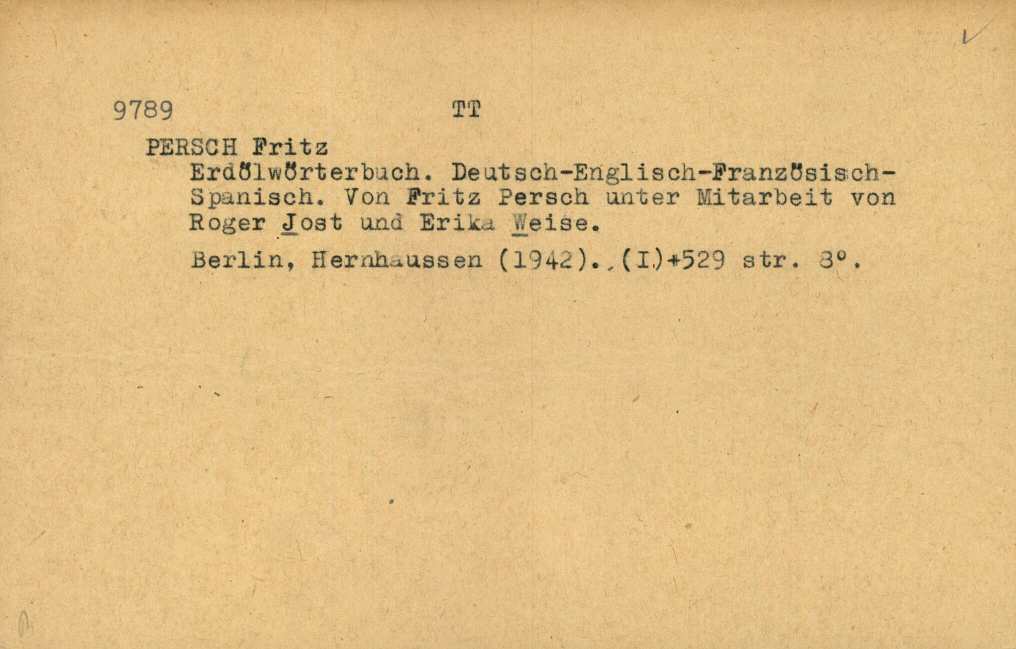 9789 TT
PERSCH Fritz
Erdölwörterbuch. Deutsch-Englisch-Französisch-
Spanisch. Von Fritz Persch unter Mitarbeit von
Roger Jost und Erika Weise.
Berlin, Hernhaussen (1942). (I)+529 str. 8°.